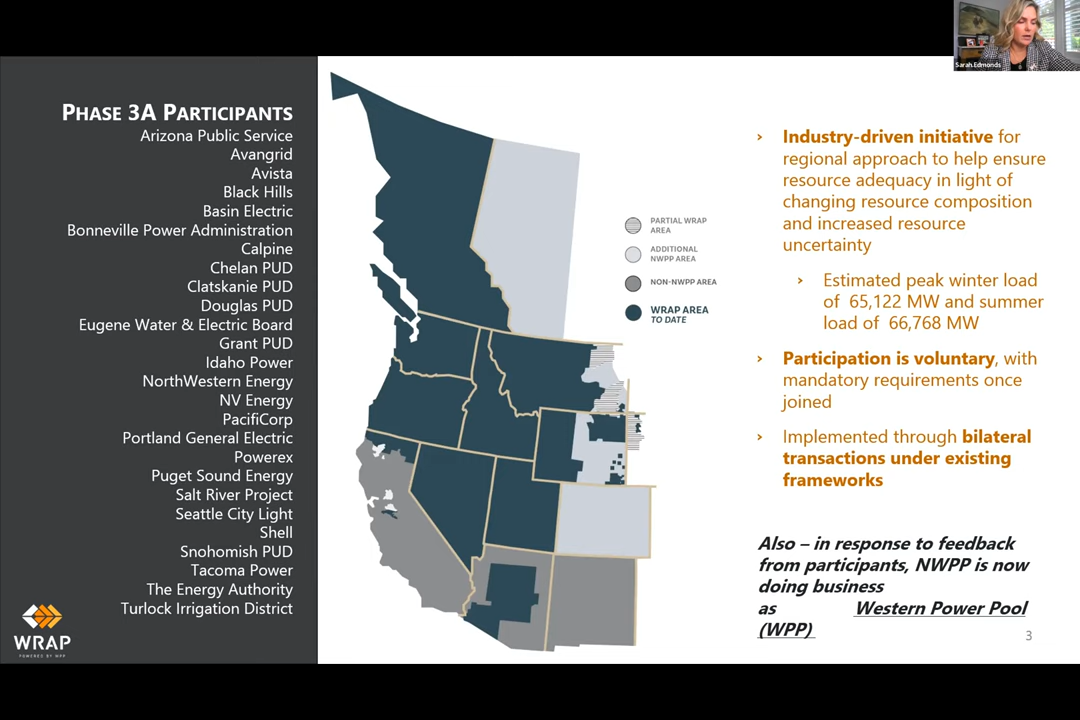 Sarah.Edmonds
PHASE 3A PARTICIPANTS
Arizona Public Service
Avangrid
Avista
Black Hills
Basin Electric
Bonneville Power Administration
Calpine
Chelan PUD
Clatskanie PUD
Douglas PUD
Eugene Water & Electric Board
Grant PUD
Idaho Power
NorthWestern Energy
NV Energy
PacifiCorp
Portland General Electric
Powerex
Puget Sound Energy
Salt River Project
Seattle City Light
Shell
Snohomish PUD
Tacoma Power
The Energy Authority
Turlock Irrigation District
WRAP
POWERED BY WPP
PARTIAL WRAP
AREA
ADDITIONAL
NWPP AREA
NON-NWPP AREA
WRAP AREA
TO DATE
› Industry-driven initiative for
regional approach to help ensure
resource adequacy in light of
changing resource composition
and increased resource
uncertainty
› Estimated peak winter load
of 65,122 MW and summer
load of 66,768 MW
› Participation is voluntary, with
mandatory requirements once
joined
› Implemented through bilateral
transactions under existing
frameworks
Also – in response to feedback
from participants, NWPP is now
doing business
as Western Power Pool
(WPP)
3